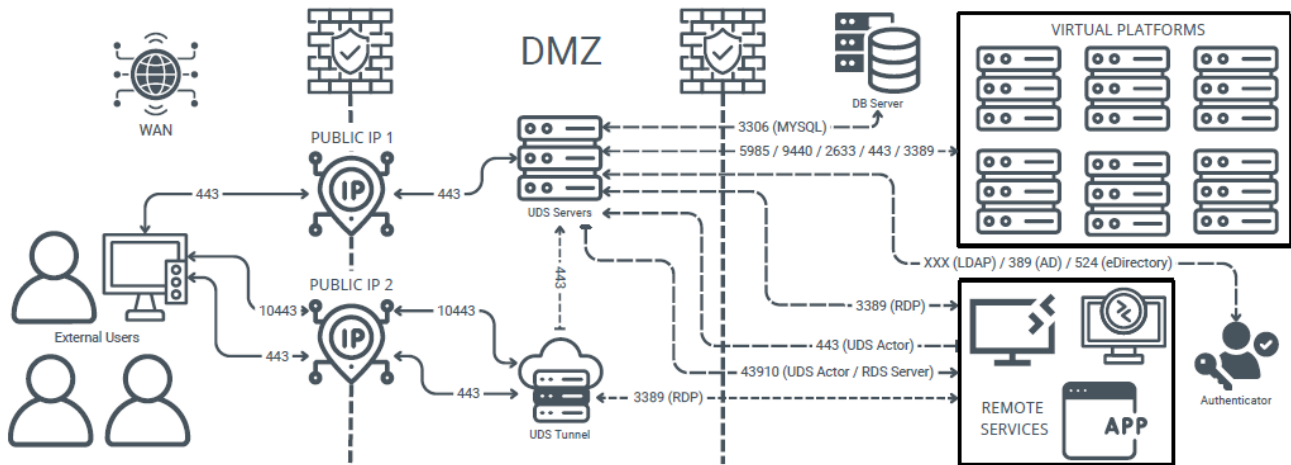 DMZ
VIRTUAL PLATFORMS
WAN
DB Server
PUBLIC IP 1
3306 (MYSQL)
5985 / 9440 / 2633 / 443 / 3389
IP
443
443
UDS Servers
XXX (LDAP) / 389 (AD) / 524 (eDirectory)
443
PUBLIC IP 2
10443
10443
3389 (RDP)
IP
External Users
443
443
443 (UDS Actor)
43910 (UDS Actor / RDS Server)
3389 (RDP)
UDS Tunnel
REMOTE
SERVICES
APP
Authenticator